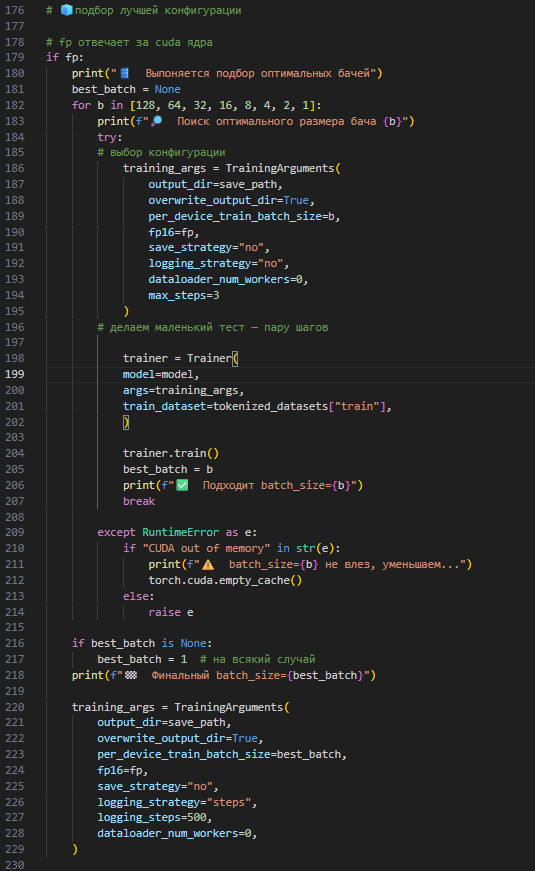 176 # 🧊подбор лучшей конфигурации
177
178 # fp отвечает за cuda ядра
179 if fp:
180     print("🗄️  Выпоняется подбор оптимальных бачей")
181     best_batch = None
182     for b in [128, 64, 32, 16, 8, 4, 2, 1]:
183         print(f"🔎  Поиск оптимального размера бача {b}")
184         try:
185         # выбор конфигурации
186             training_args = TrainingArguments(
187                 output_dir=save_path,
188                 overwrite_output_dir=True,
189                 per_device_train_batch_size=b,
190                 fp16=fp,
191                 save_strategy="no",
192                 logging_strategy="no",
193                 dataloader_num_workers=0,
194                 max_steps=3
195             )
196         # делаем маленький тест — пару шагов
197
198             trainer = Trainer(
199             model=model,
200             args=training_args,
201             train_dataset=tokenized_datasets["train"],
202             )
203
204             trainer.train()
205             best_batch = b
206             print(f"✅  Подходит batch_size={b}")
207             break
208
209         except RuntimeError as e:
210             if "CUDA out of memory" in str(e):
211                 print(f"⚠️  batch_size={b} не влез, уменьшаем...")
212                 torch.cuda.empty_cache()
213             else:
214                 raise e
215
216     if best_batch is None:
217         best_batch = 1  # на всякий случай
218     print(f"🏁  Финальный batch_size={best_batch}")
219
220     training_args = TrainingArguments(
221         output_dir=save_path,
222         overwrite_output_dir=True,
223         per_device_train_batch_size=best_batch,
224         fp16=fp,
225         save_strategy="no",
226         logging_strategy="steps",
227         logging_steps=500,
228         dataloader_num_workers=0,
229     )
230